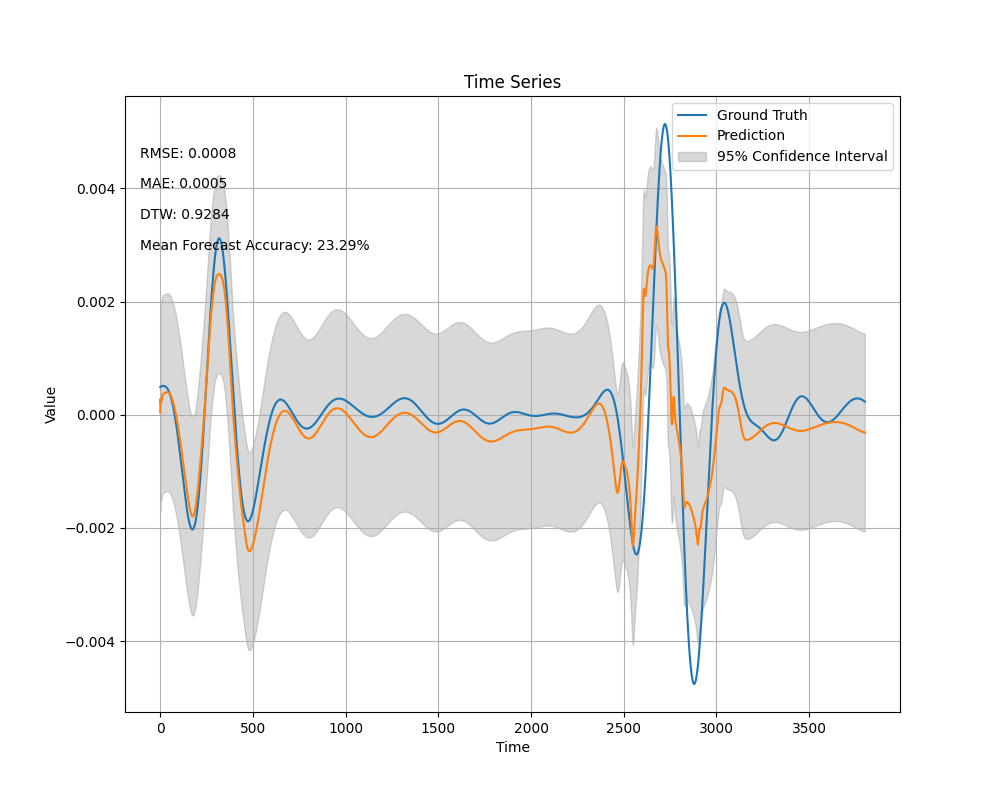 Time Series
Ground Truth
Prediction
95% Confidence Interval
RMSE: 0.0008
MAE: 0.0005
DTW: 0.9284
Mean Forecast Accuracy: 23.29%
0.004
0.002
0.000
−0.002
−0.004
Value
0 500 1000 1500 2000 2500 3000 3500
Time